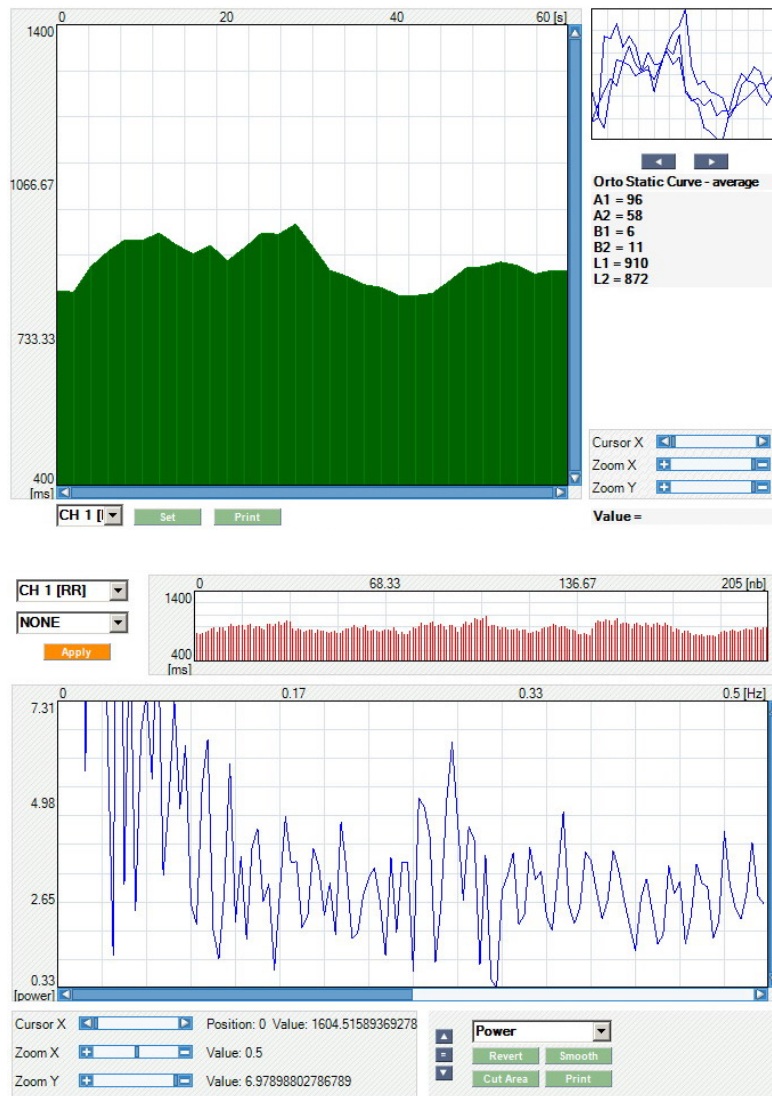 0 20 40 60 [s]
1400
1066.67
733.33
400
[ms]
Orto Static Curve - average
A1 = 96
A2 = 58
B1 = 6
B2 = 11
L1 = 910
L2 = 872
Cursor X
Zoom X
Zoom Y
CH 1 [ Set Print
Value =
CH 1 [RR]
NONE
Apply
0 68.33 136.67 205 [nb]
1400
400
[ms]
0 0.17 0.33 0.5 [Hz]
7.31
4.98
2.65
0.33
[power]
Cursor X Position: 0 Value: 1604.51589369278
Zoom X Value: 0.5
Zoom Y Value: 6.97898802786789
Power
Revert Smooth
Cut Area Print